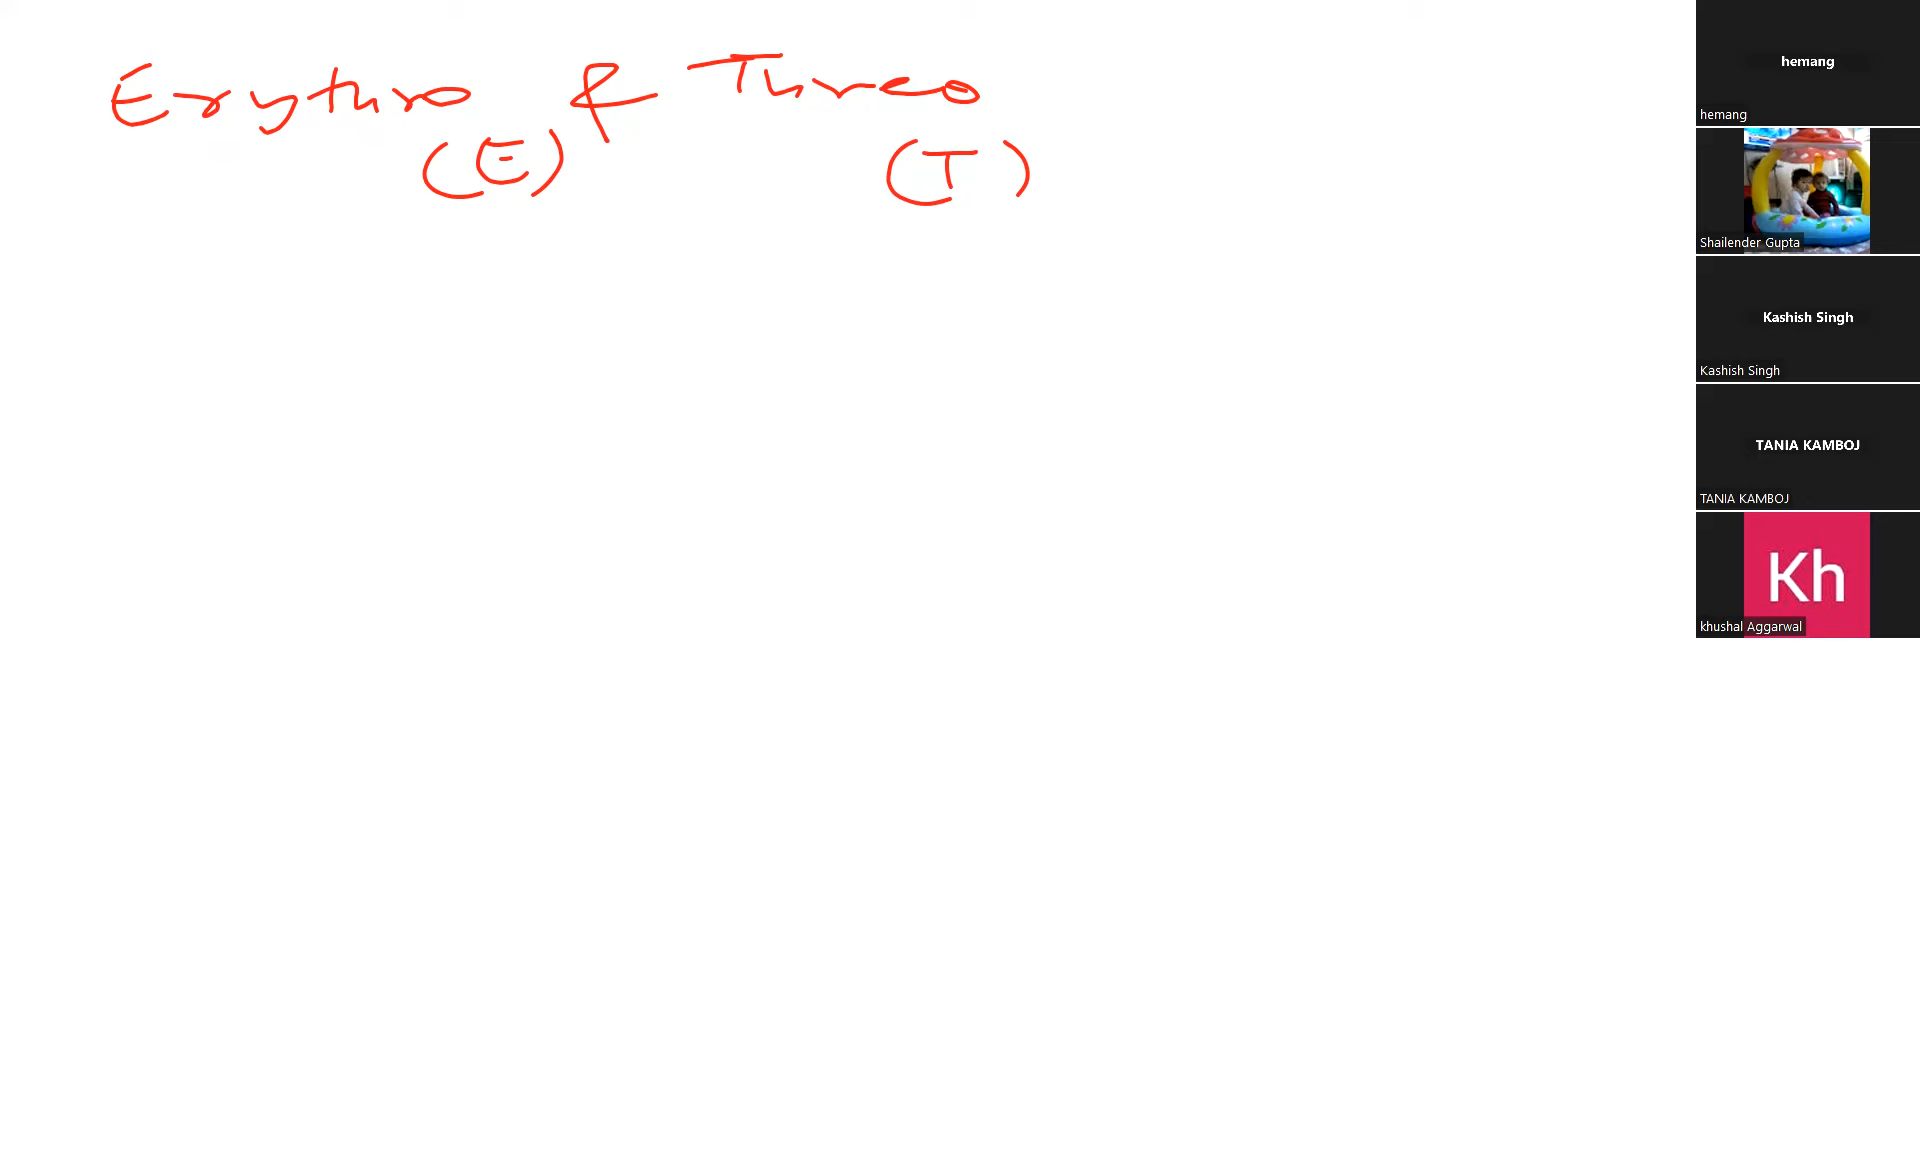 Erythro & Threo
(E) (T)
hemang
hemang
Shailender Gupta
Kashish Singh
Kashish Singh
TANIA KAMBOJ
TANIA KAMBOJ
Kh
khushal Aggarwal